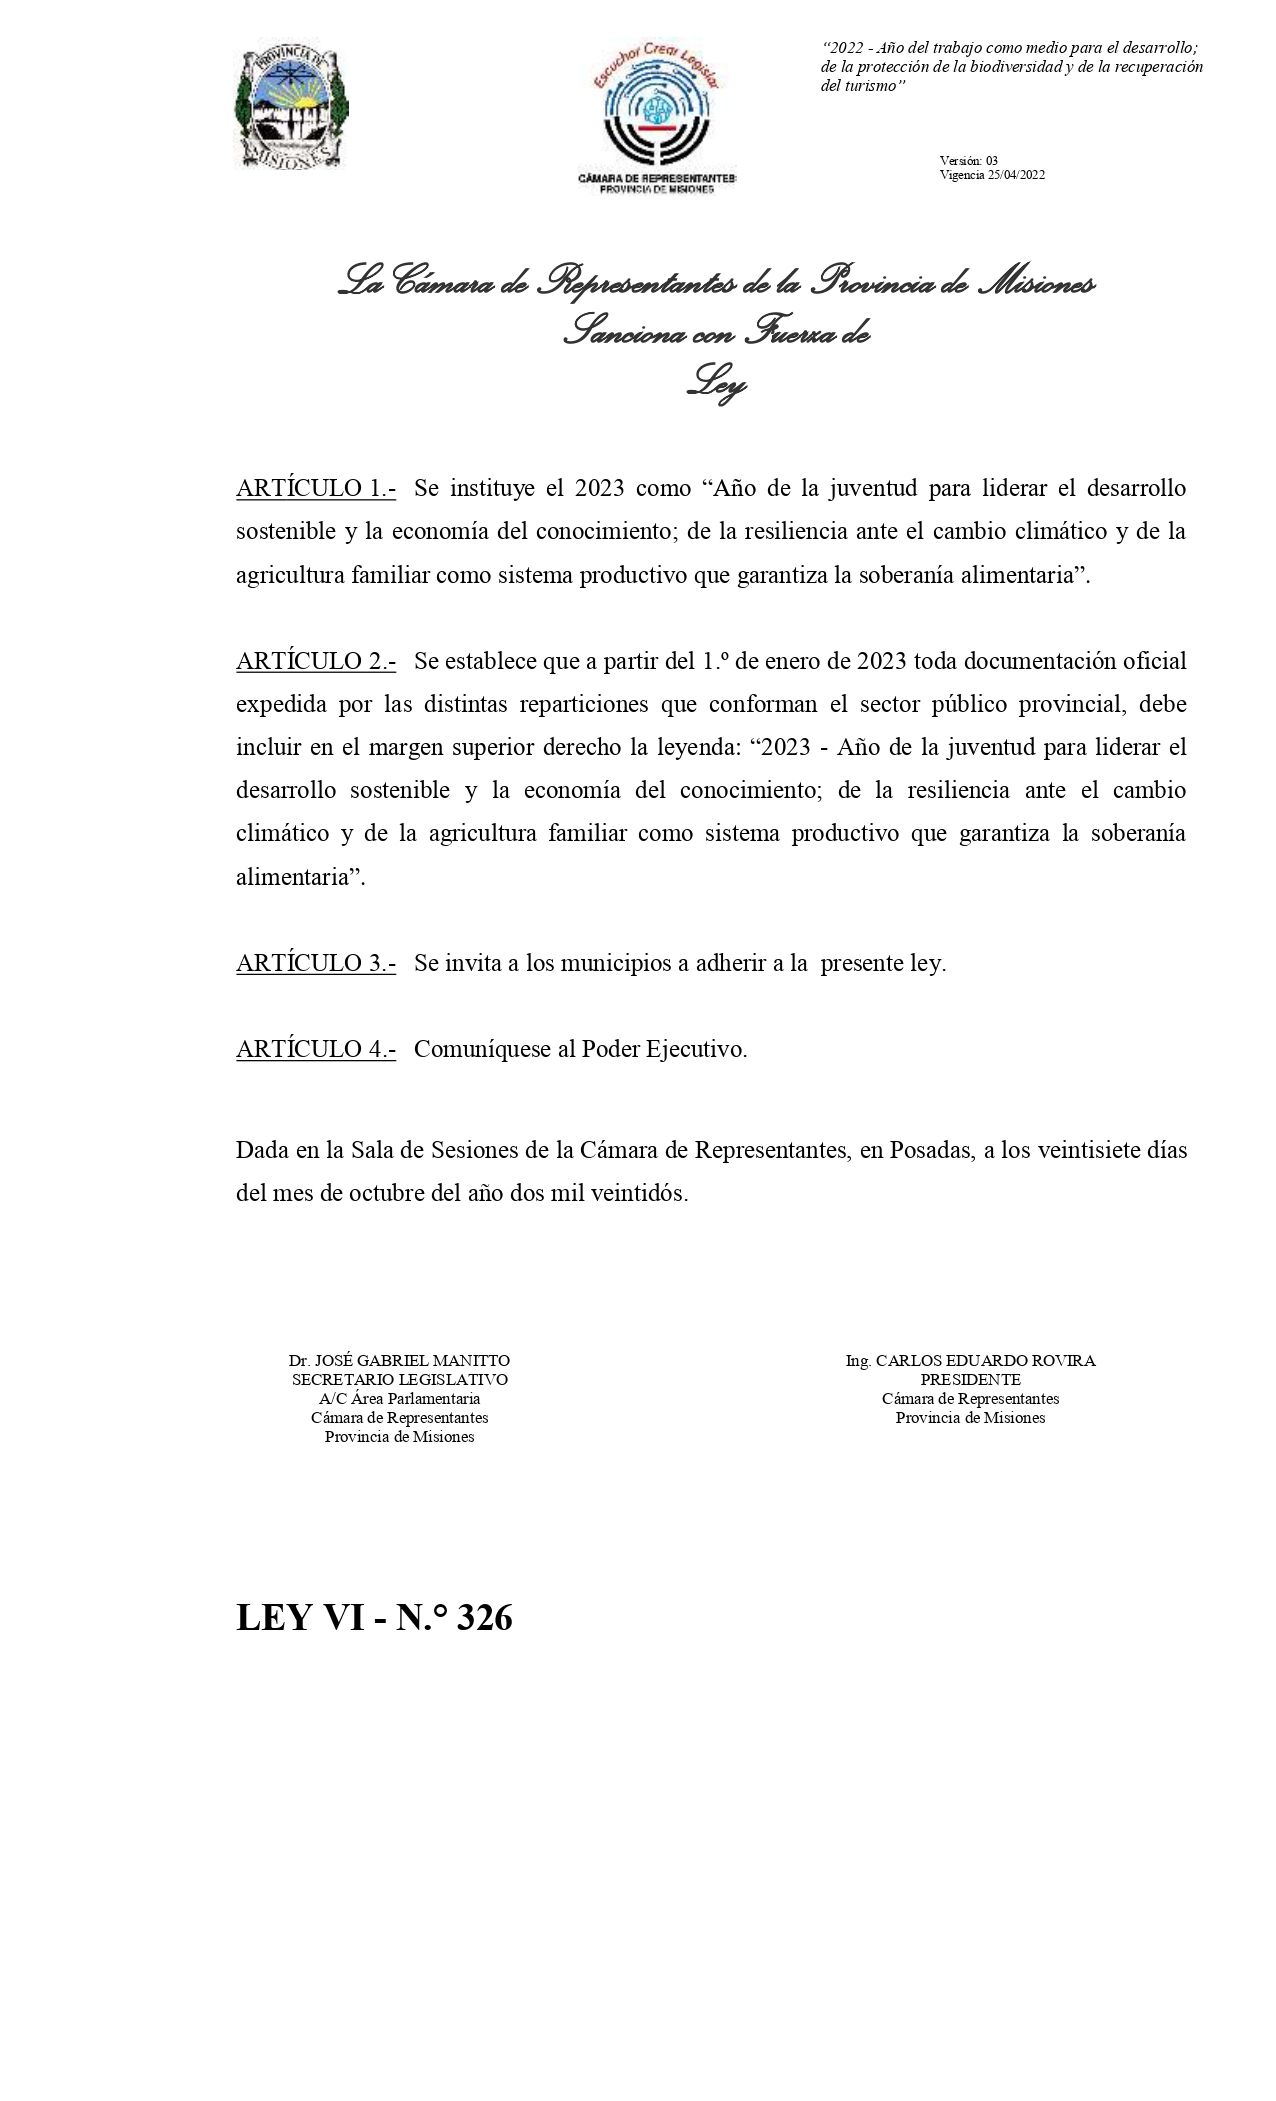 PROVINCIA DE
MISIONES
Escuchar Crear Legislar
CÁMARA DE REPRESENTANTES
PROVINCIA DE MISIONES
“2022 - Año del trabajo como medio para el desarrollo;
de la protección de la biodiversidad y de la recuperación
del turismo”
Versión: 03
Vigencia 25/04/2022
La Cámara de Representantes de la Provincia de Misiones
Sanciona con Fuerza de
Ley
ARTÍCULO 1.- Se instituye el 2023 como “Año de la juventud para liderar el desarrollo
sostenible y la economía del conocimiento; de la resiliencia ante el cambio climático y de la
agricultura familiar como sistema productivo que garantiza la soberanía alimentaria”.
ARTÍCULO 2.- Se establece que a partir del 1.º de enero de 2023 toda documentación oficial
expedida por las distintas reparticiones que conforman el sector público provincial, debe
incluir en el margen superior derecho la leyenda: “2023 - Año de la juventud para liderar el
desarrollo sostenible y la economía del conocimiento; de la resiliencia ante el cambio
climático y de la agricultura familiar como sistema productivo que garantiza la soberanía
alimentaria”.
ARTÍCULO 3.- Se invita a los municipios a adherir a la presente ley.
ARTÍCULO 4.- Comuníquese al Poder Ejecutivo.
Dada en la Sala de Sesiones de la Cámara de Representantes, en Posadas, a los veintisiete días
del mes de octubre del año dos mil veintidós.
Dr. JOSÉ GABRIEL MANITTO
SECRETARIO LEGISLATIVO
A/C Área Parlamentaria
Cámara de Representantes
Provincia de Misiones
Ing. CARLOS EDUARDO ROVIRA
PRESIDENTE
Cámara de Representantes
Provincia de Misiones
LEY VI - N.° 326